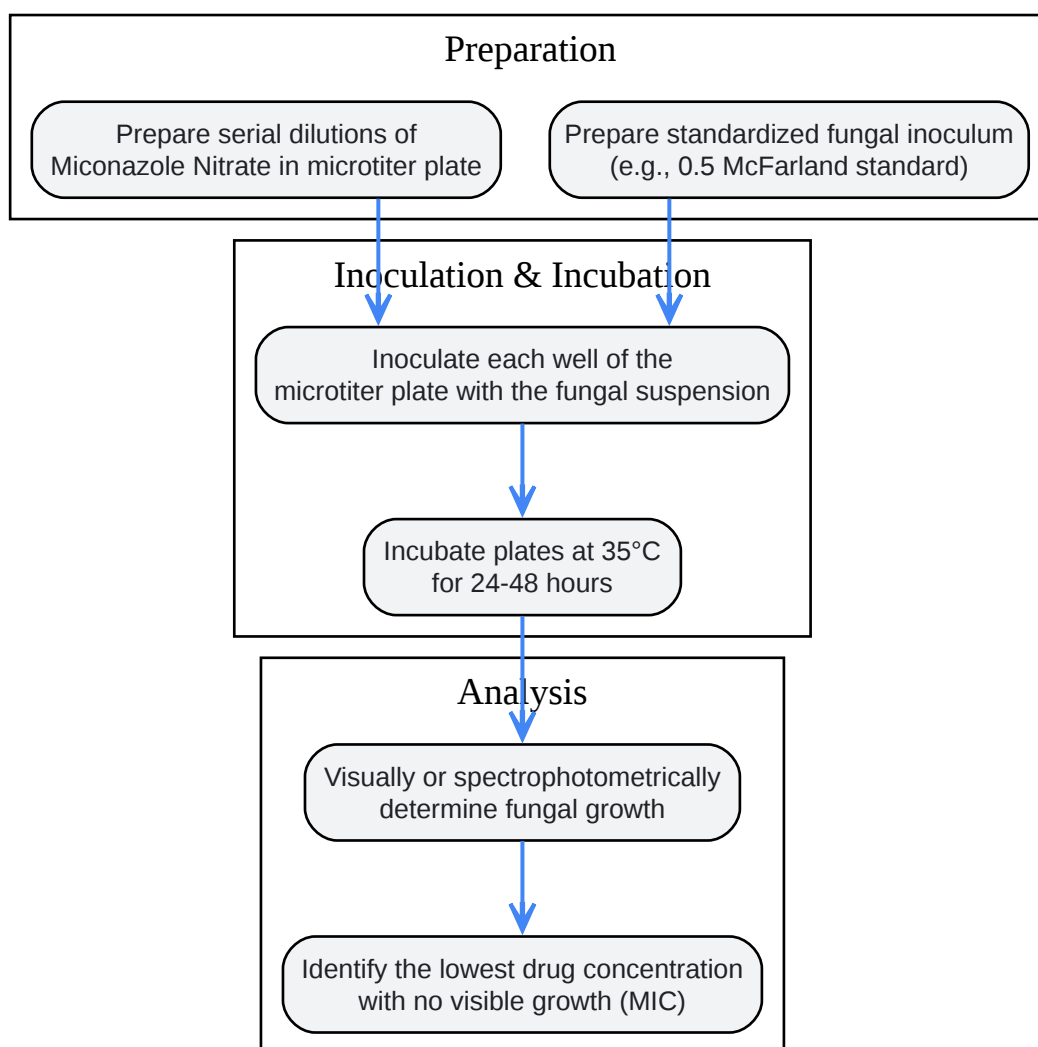 Preparation
Prepare serial dilutions of
Miconazole Nitrate in microtiter plate
Prepare standardized fungal inoculum
(e.g., 0.5 McFarland standard)
Inoculation & Incubation
Inoculate each well of the
microtiter plate with the fungal suspension
Incubate plates at 35°C
for 24-48 hours
Analysis
Visually or spectrophotometrically
determine fungal growth
Identify the lowest drug concentration
with no visible growth (MIC)